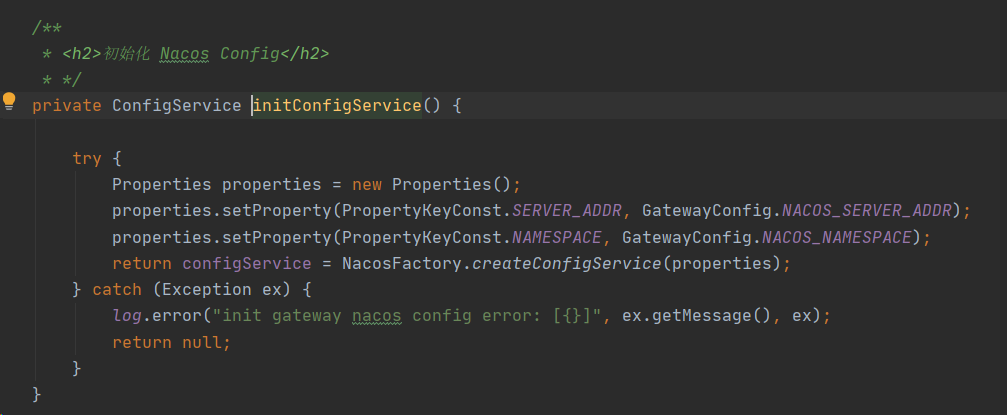 /**
 * <h2>初始化 Nacos Config</h2>
 * */
private ConfigService initConfigService() {
    try {
        Properties properties = new Properties();
        properties.setProperty(PropertyKeyConst.SERVER_ADDR, GatewayConfig.NACOS_SERVER_ADDR);
        properties.setProperty(PropertyKeyConst.NAMESPACE, GatewayConfig.NACOS_NAMESPACE);
        return configService = NacosFactory.createConfigService(properties);
    } catch (Exception ex) {
        log.error("init gateway nacos config error: [{}]", ex.getMessage(), ex);
        return null;
    }
}